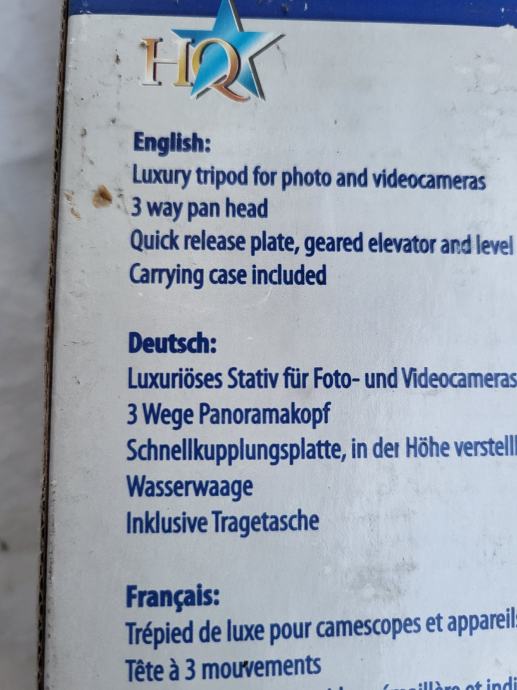 HQ
English:
Luxury tripod for photo and videocameras
3 way pan head
Quick release plate, geared elevator and level
Carrying case included
Deutsch:
Luxuriöses Stativ für Foto- und Videocameras
3 Wege Panoramakopf
Schnellkupplungsplatte, in der Höhe
Wasserwaage
Inklusive Tragetasche
Français:
Trépied de luxe pour camescopes et
Tête à 3 mouvements
et